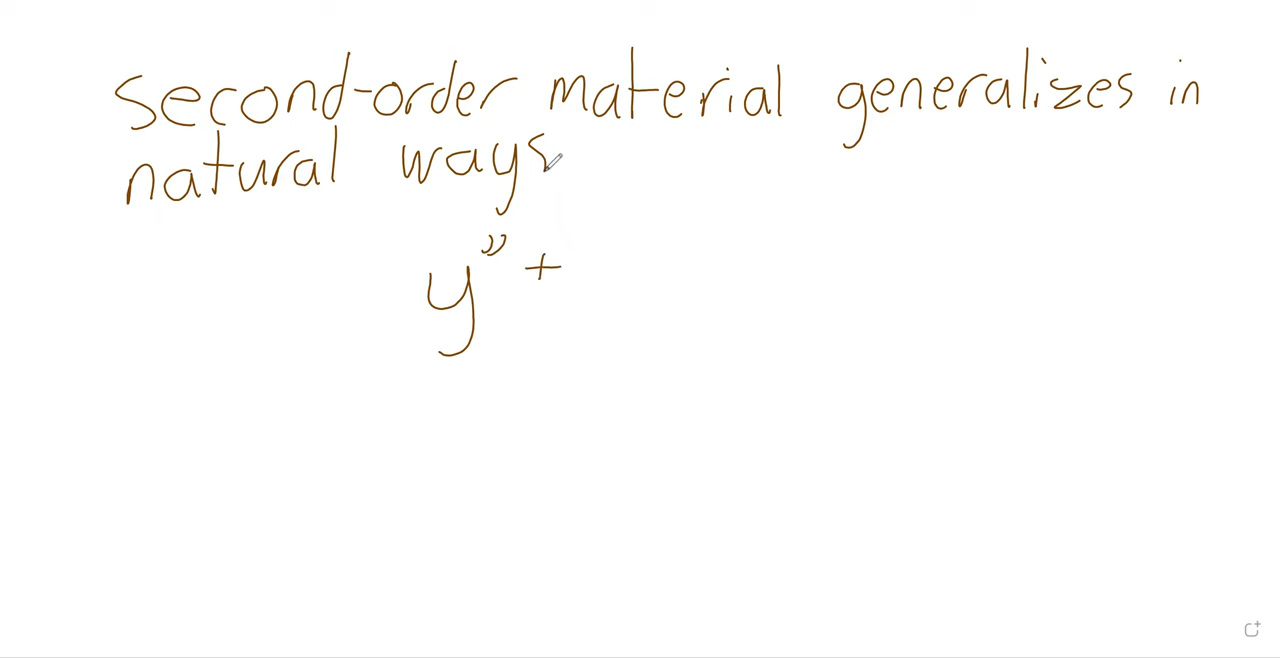 second-order material generalizes in
natural ways
y'' +